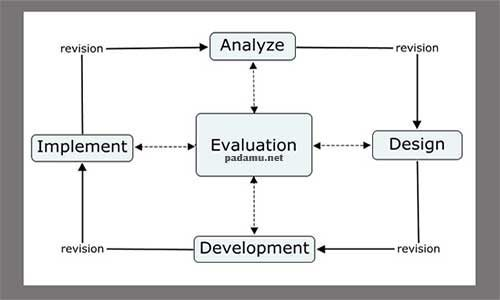 revision
Analyze
revision
Implement
Evaluation
padamu.net
Design
revision
Development
revision